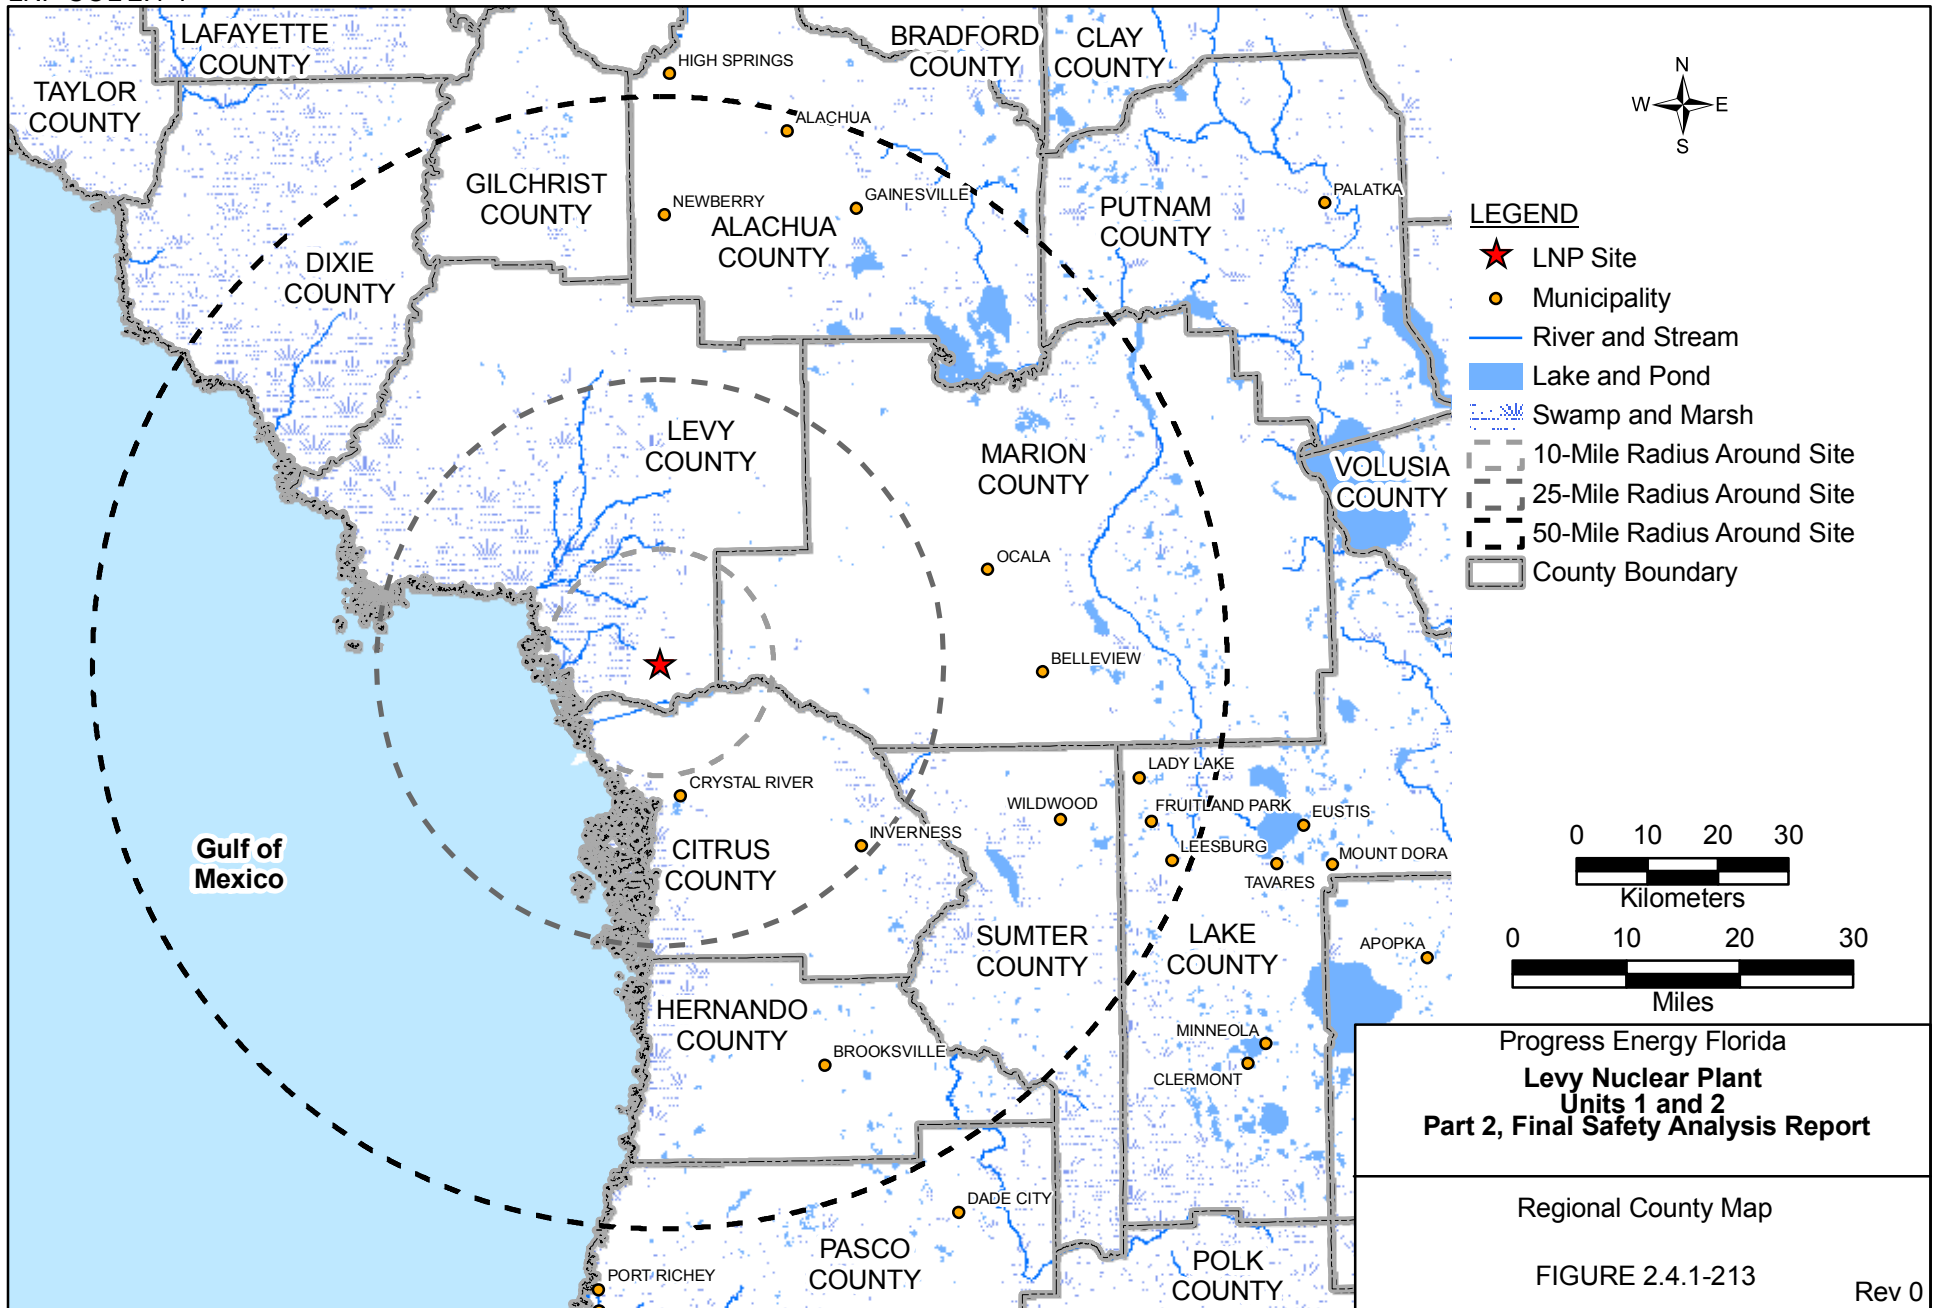 LAFAYETTE
COUNTY
TAYLOR
COUNTY
HIGH SPRINGS
BRADFORD
COUNTY
CLAY
COUNTY
ALACHUA
GILCHRIST
COUNTY
NEWBERRY
GAINESVILLE
ALACHUA
COUNTY
PUTNAM
COUNTY
PALATKA
DIXIE
COUNTY
LEVY
COUNTY
MARION
COUNTY
VOLUSIA
COUNTY
OCALA
BELLEVIEW
CRYSTAL RIVER
INVERNESS
CITRUS
COUNTY
WILDWOOD
LADY LAKE
FRUITLAND PARK
EUSTIS
LEESBURG
MOUNT DORA
TAVARES
Gulf of
Mexico
SUMTER
COUNTY
LAKE
COUNTY
APOPKA
HERNANDO
COUNTY
BROOKSVILLE
MINNEOLA
CLERMONT
DADE CITY
PASCO
COUNTY
POLK
COUNTY
PORT RICHEY
N
W E
S
LEGEND
LNP Site
Municipality
River and Stream
Lake and Pond
Swamp and Marsh
10-Mile Radius Around Site
25-Mile Radius Around Site
50-Mile Radius Around Site
County Boundary
0 10 20 30
Kilometers
0 10 20 30
Miles
Progress Energy Florida
Levy Nuclear Plant
Units 1 and 2
Part 2, Final Safety Analysis Report
Regional County Map
FIGURE 2.4.1-213
Rev 0